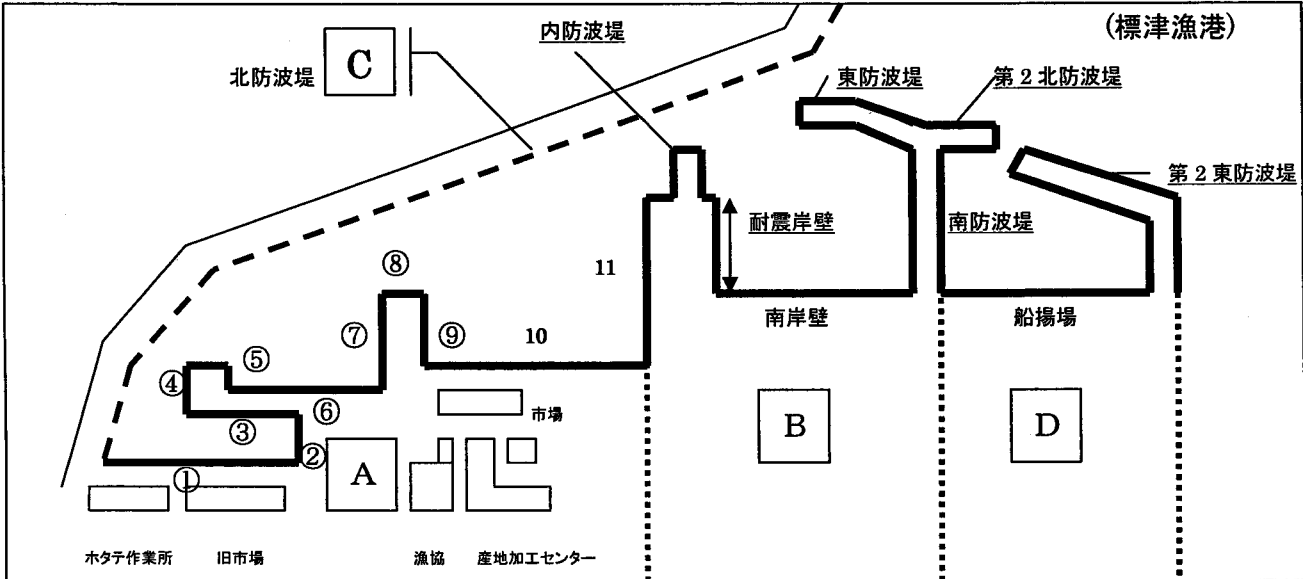 (標津漁港)
内防波堤
C
北防波堤
東防波堤
第2北防波堤
第2東防波堤
耐震岸壁
南防波堤
⑧
11
南岸壁
船揚場
⑦
⑨
10
⑤
④
⑥
市場
③
B
D
②
A
①
ホタテ作業所
旧市場
漁協
産地加工センター